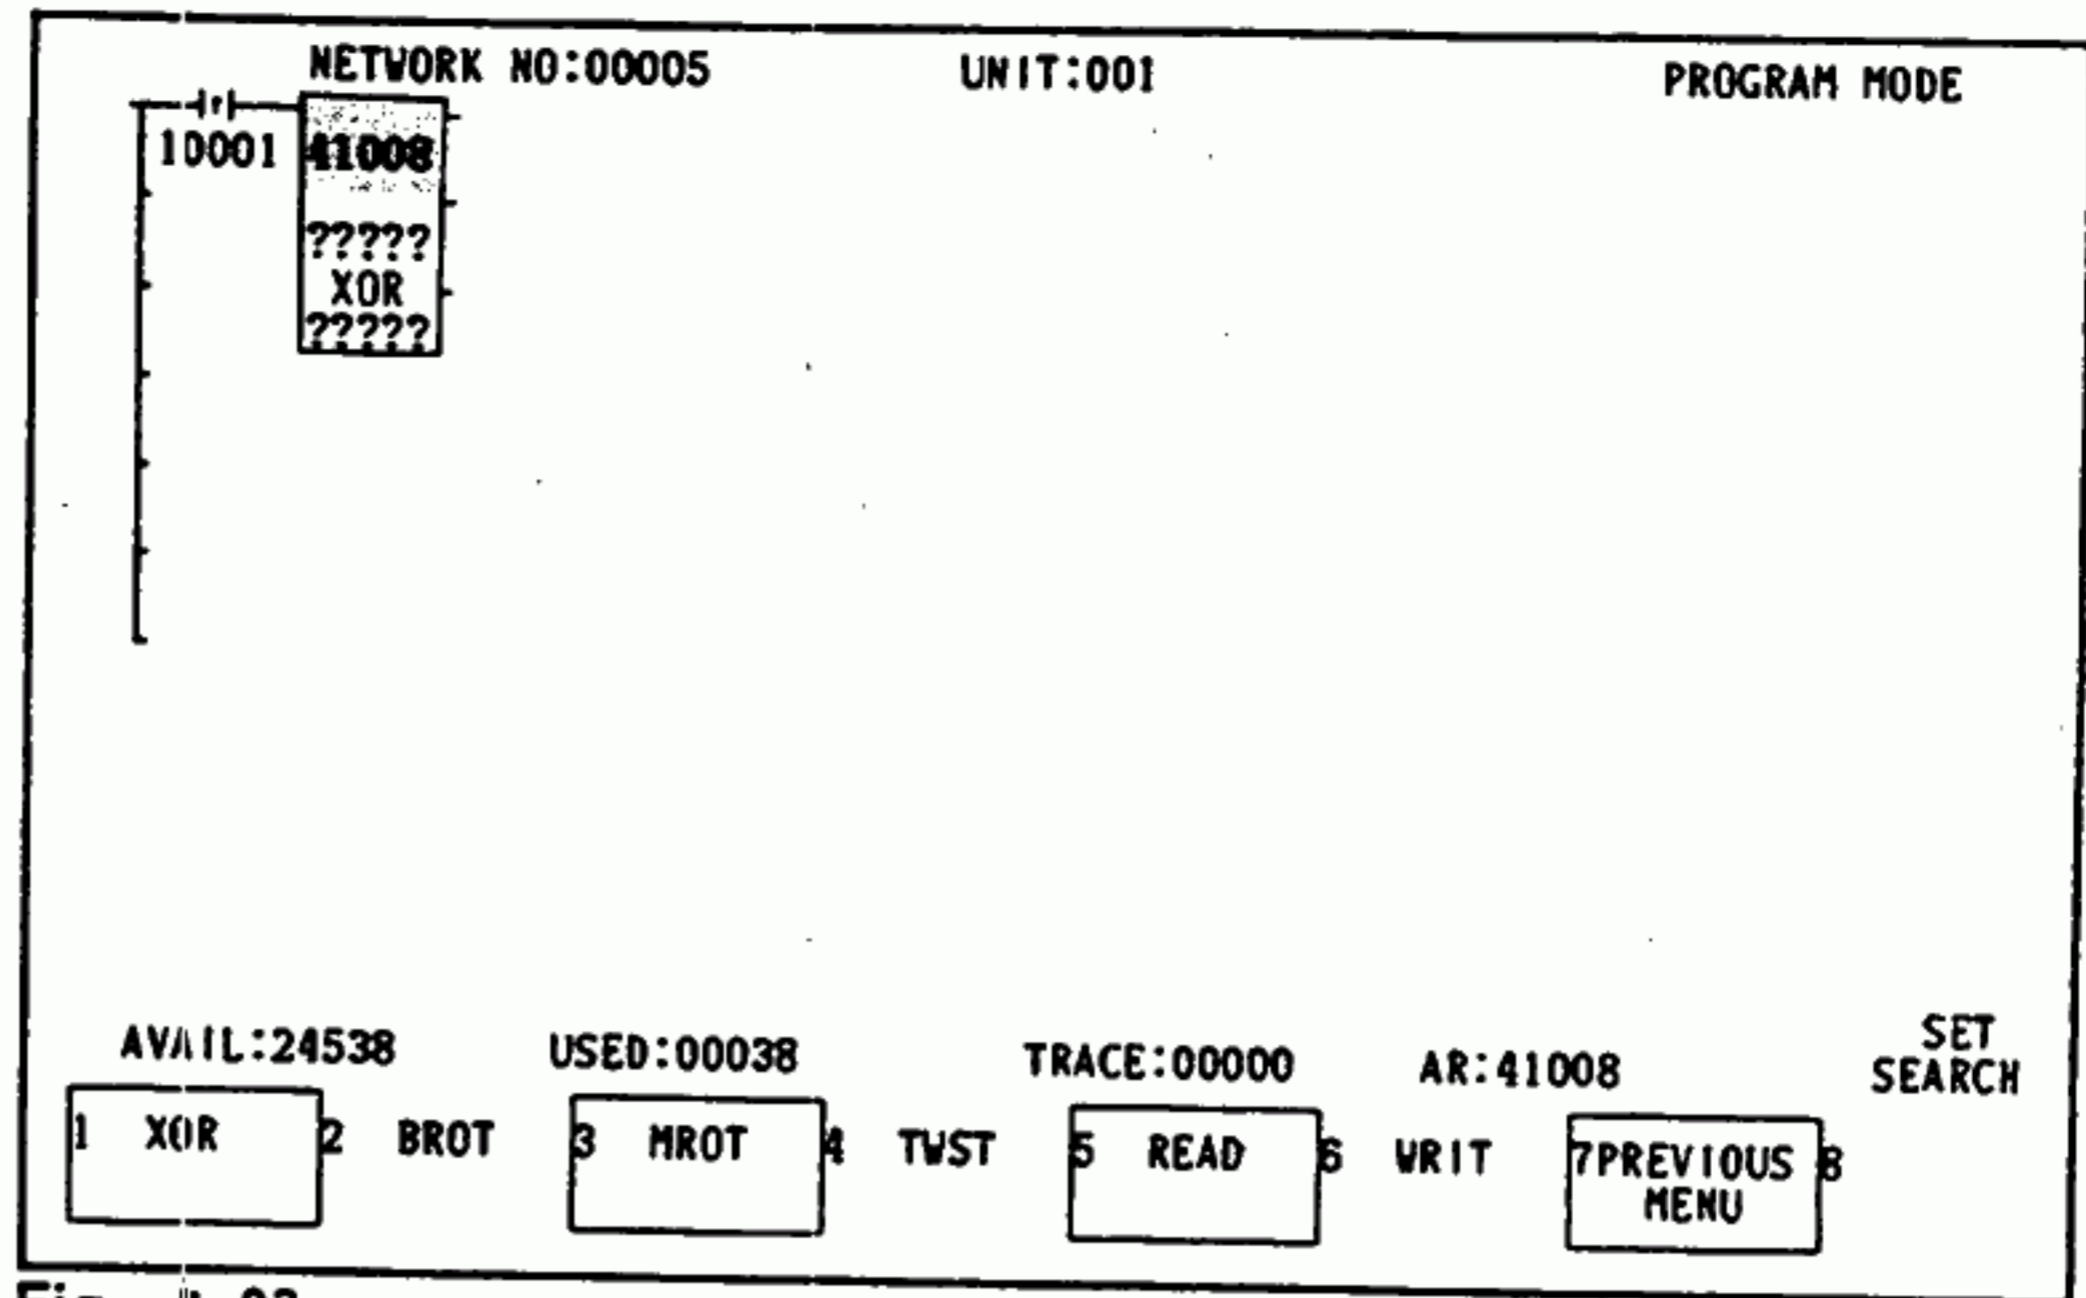 NETWORK NO:00005 UNIT:001 PROGRAM MODE
10001 41008
?????
XOR
?????
AVAIL:24538 USED:00038 TRACE:00000 AR:41008 SET SEARCH
1 XOR 2 BROT 3 MROT 4 TWST 5 READ 6 WRIT 7PREVIOUS MENU 8